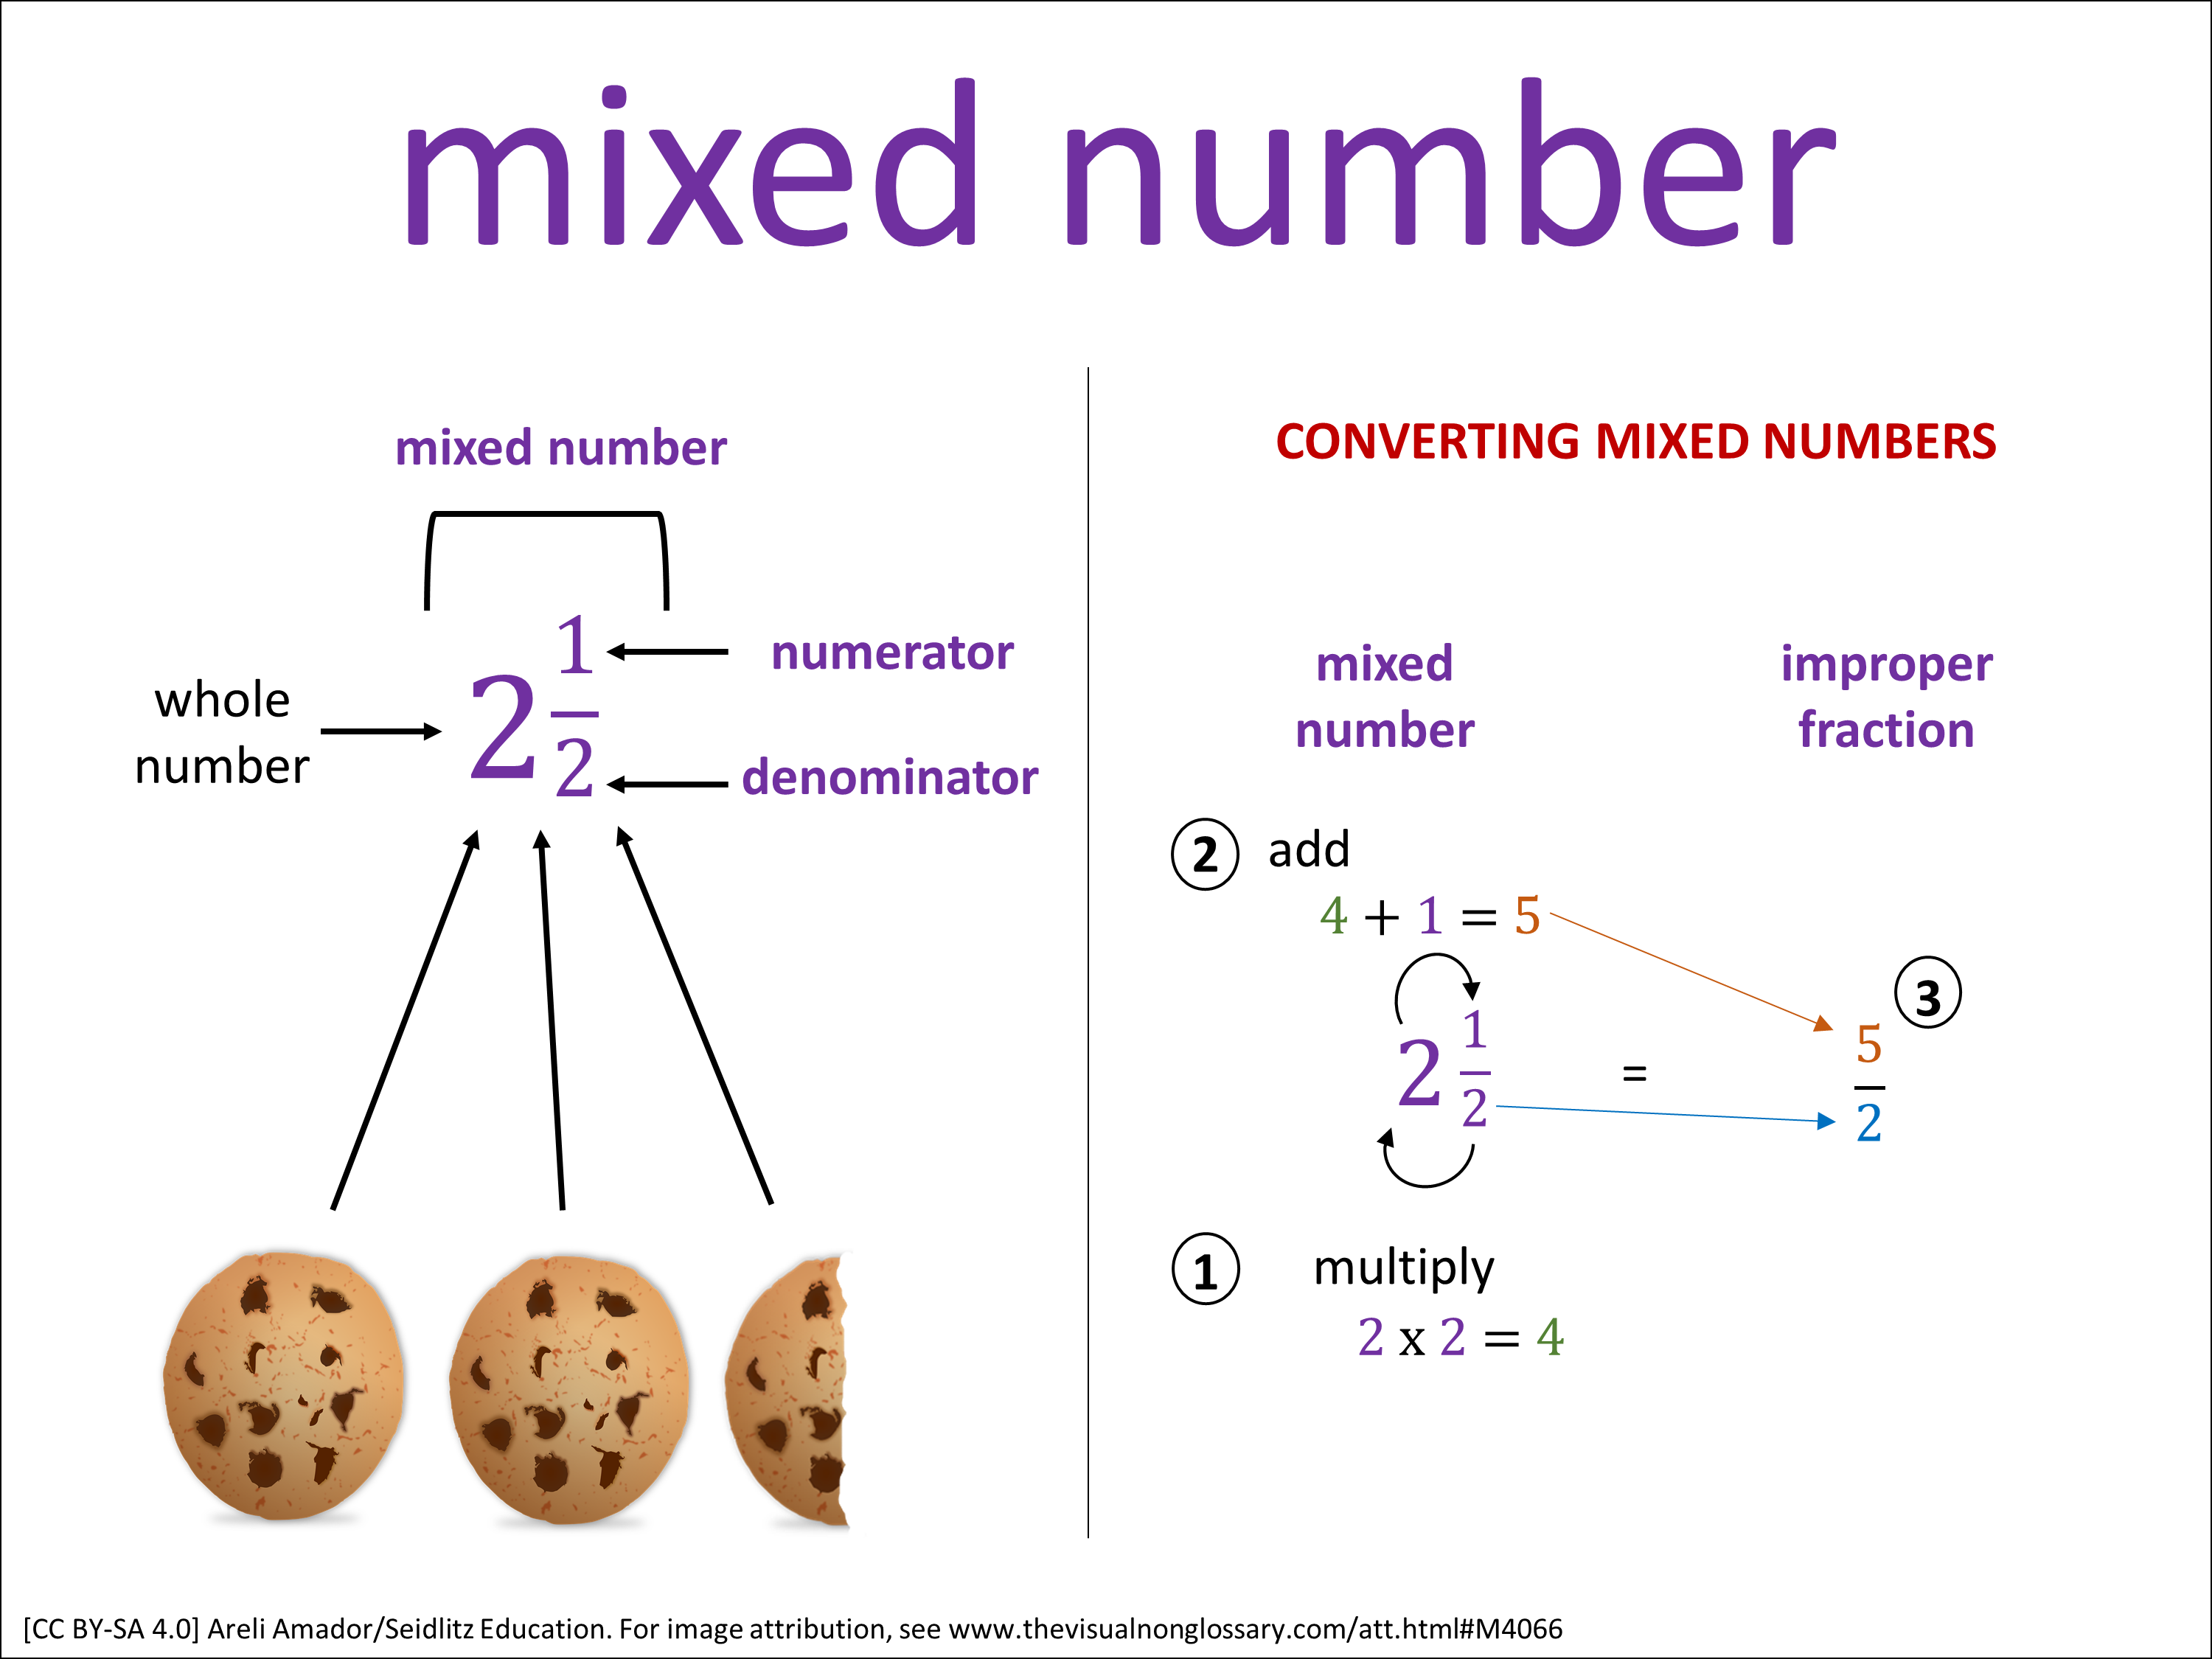 mixed number
mixed number
2 1/2
numerator
whole
number
denominator
CONVERTING MIXED NUMBERS
mixed
number
improper
fraction
2 add
4 + 1 = 5
2 1/2 = 5/2
3
1 multiply
2 x 2 = 4
[CC BY-SA 4.0] Areli Amador/Seidlitz Education. For image attribution, see www.thevisualnonglossary.com/att.html#M4066